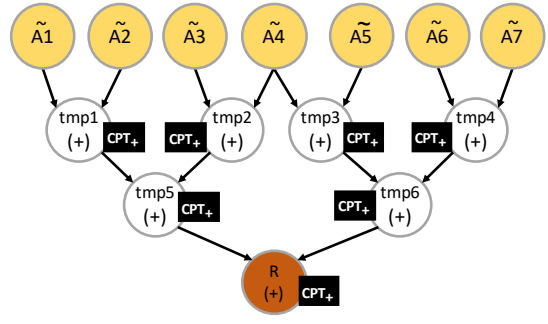 Ã1 Ã2 Ã3 Ã4 Ã5 Ã6 Ã7
tmp1 tmp2 tmp3 tmp4
(+) CPT₊ CPT₊ (+) (+) CPT₊ CPT₊ (+)
tmp5 tmp6
(+) CPT₊ CPT₊ (+)
R
(+) CPT₊